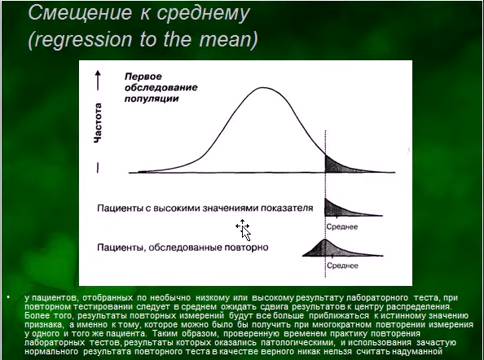 Смещение к среднему
(regression to the mean)
Первое
обследование
популяции
Частота
Пациенты с высокими значениями показателя
Среднее
Пациенты, обследованные повторно
Среднее
• у пациентов, отобранных по необычно низкому или высокому результату лабораторного теста, при
повторном тестировании следует в среднем ожидать сдвига результатов к центру распределения.
Более того, результаты повторных измерений будут все больше приближаться к истинному значению
признака, а именно к тому, которое можно было бы получить при многократном повторении измерения
у одного и того же пациента. Таким образом, проверенную временем практику повторения
лабораторных тестов, результаты которых оказались патологическими, и использования зачастую
нормального результата повторного теста в качестве верного никак нельзя считать надуманной